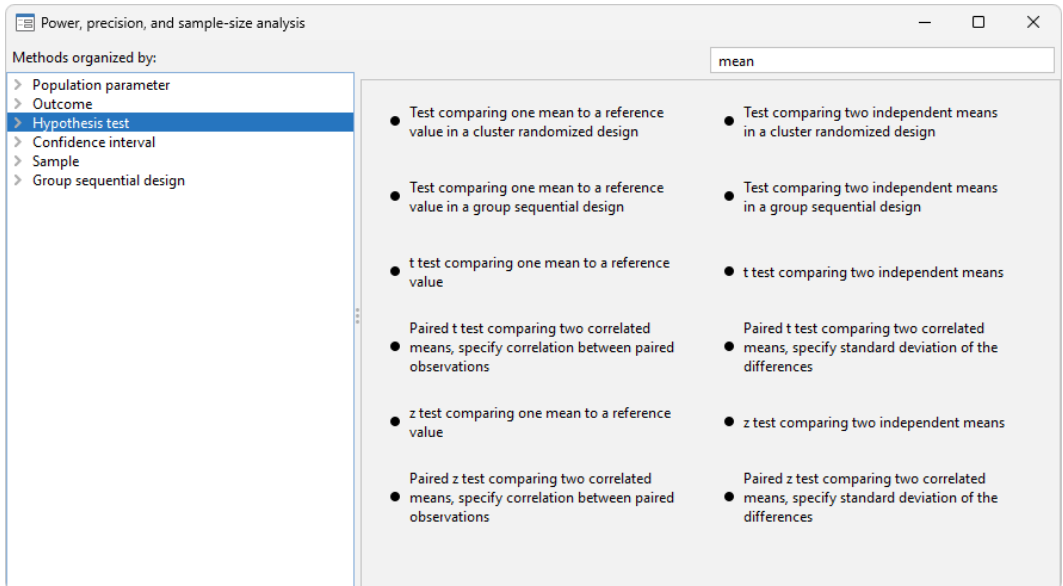 Power, precision, and sample-size analysis
Methods organized by:
mean
Population parameter
Outcome
Hypothesis test
Confidence interval
Sample
Group sequential design
Test comparing one mean to a reference
value in a cluster randomized design
Test comparing two independent means
in a cluster randomized design
Test comparing one mean to a reference
value in a group sequential design
Test comparing two independent means
in a group sequential design
t test comparing one mean to a reference
value
t test comparing two independent means
Paired t test comparing two correlated
means, specify correlation between paired
observations
Paired t test comparing two correlated
means, specify standard deviation of the
differences
z test comparing one mean to a reference
value
z test comparing two independent means
Paired z test comparing two correlated
means, specify correlation between paired
observations
Paired z test comparing two correlated
means, specify standard deviation of the
differences